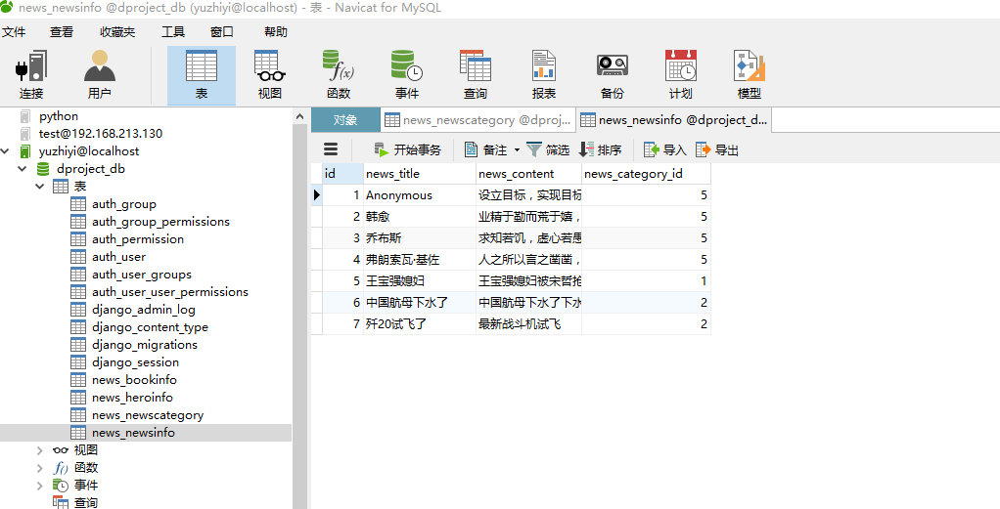 news_newsinfo @dproject_db (yuzhiyi@localhost) - 表 - Navicat for MySQL
文件 查看 收藏夹 工具 窗口 帮助
连接 用户 表 视图 函数 事件 查询 报表 备份 计划 模型
python
test@192.168.213.130
yuzhiyi@localhost
dproject_db
表
auth_group
auth_group_permissions
auth_permission
auth_user
auth_user_groups
auth_user_user_permissions
django_admin_log
django_content_type
django_migrations
django_session
news_bookinfo
news_heroinfo
news_newscategory
news_newsinfo
视图
函数
事件
查询
对象 news_newscategory @dproj... news_newsinfo @dproject_d...
开始事务 备注 筛选 排序 导入 导出
id news_title news_content news_category_id
1 Anonymous 设立目标，实现目标 5
2 韩愈 业精于勤而荒于嬉， 5
3 乔布斯 求知若饥，虚心若愚 5
4 弗朗索瓦·基佐 人之所以言之凿凿， 5
5 王宝强媳妇 王宝强媳妇被宋哲抢 1
6 中国航母下水了 中国航母下水了下水 2
7 歼20试飞了 最新战斗机试飞 2